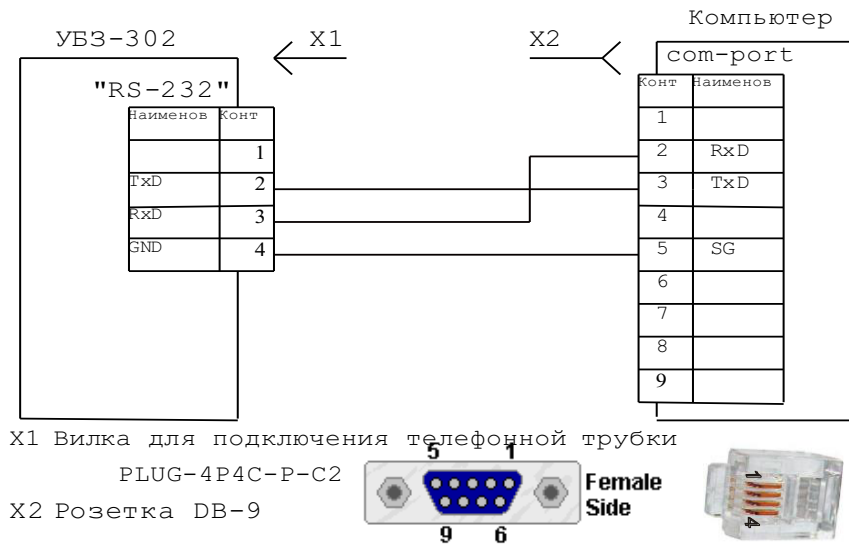 УБЗ-302
X1
X2
Компьютер
"RS-232"
com-port
Наименов Конт
1
TxD 2
RxD 3
GND 4
Конт Наименов
1
2 RxD
3 TxD
4
5 SG
6
7
8
9
X1 Вилка для подключения телефонной трубки
PLUG-4P4C-P-C2
X2 Розетка DB-9
5 1
9 6
Female
Side
1
4